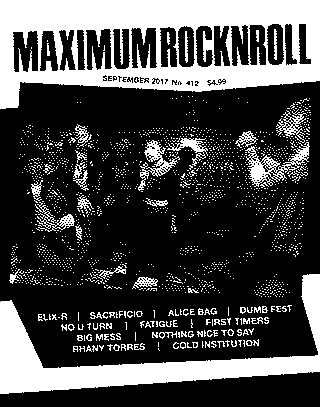 MAXIMUMROCKNROLL
SEPTEMBER 2017 No. 412 $4.99
ELIX-R | SACRIFICIO | ALICE BAG | DUMB FEST
NO U TURN | FATIGUE | FIRST TIMERS
BIG MESS | NOTHING NICE TO SAY
RHANY TORRES | COLD INSTITUTION